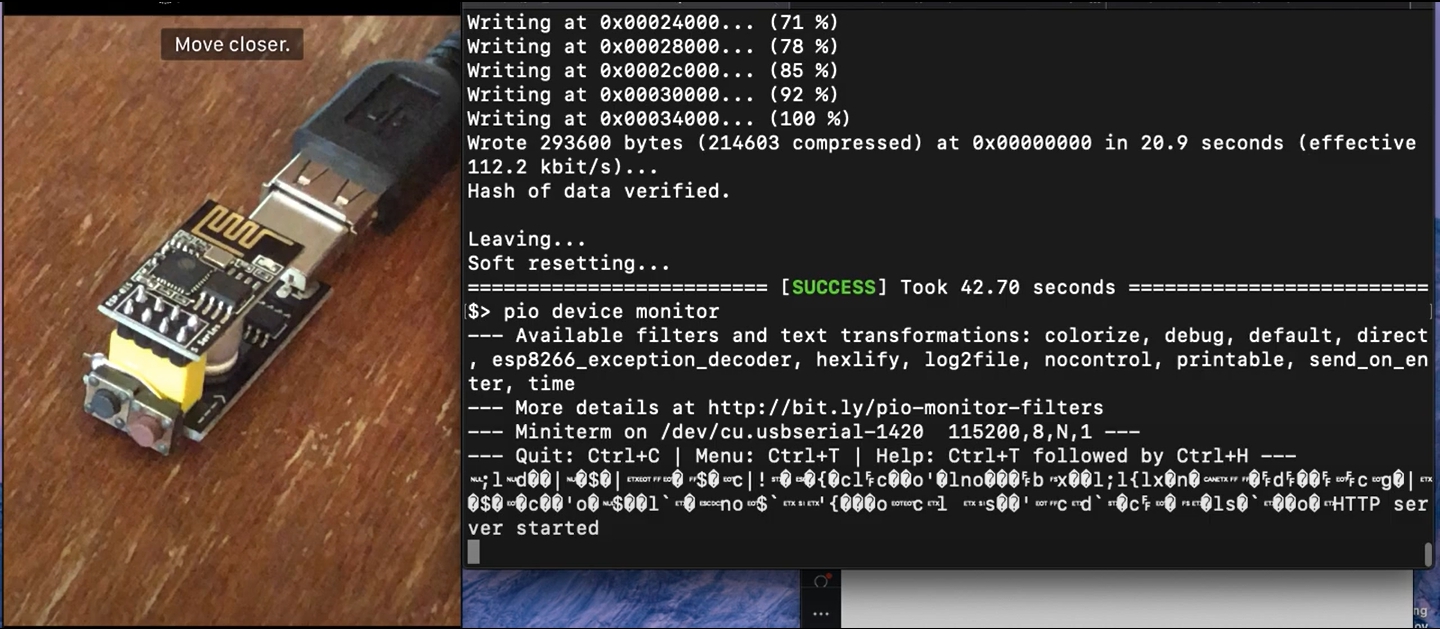 Move closer.
Writing at 0x00024000... (71 %)
Writing at 0x00028000... (78 %)
Writing at 0x0002c000... (85 %)
Writing at 0x00030000... (92 %)
Writing at 0x00034000... (100 %)
Wrote 293600 bytes (214603 compressed) at 0x00000000 in 20.9 seconds (effective
112.2 kbit/s)...
Hash of data verified.
Leaving...
Soft resetting...
========================= [SUCCESS] Took 42.70 seconds =========================
$> pio device monitor
--- Available filters and text transformations: colorize, debug, default, direct
, esp8266_exception_decoder, hexlify, log2file, nocontrol, printable, send_on_en
ter, time
--- More details at http://bit.ly/pio-monitor-filters
--- Miniterm on /dev/cu.usbserial-1420  115200,8,N,1 ---
--- Quit: Ctrl+C | Menu: Ctrl+T | Help: Ctrl+T followed by Ctrl+H ---
HTTP ser
ver started